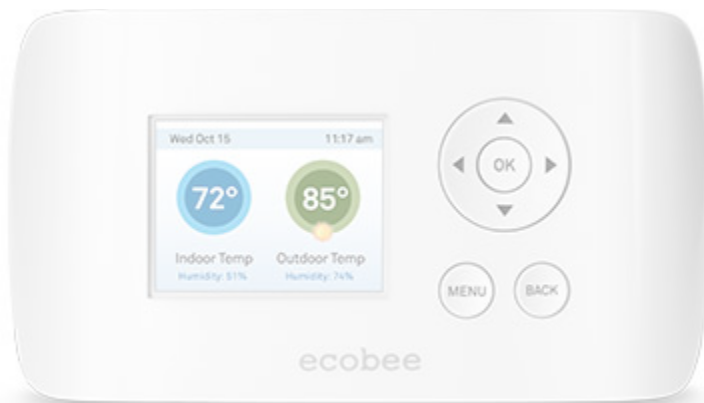 Wed Oct 15 11:17 am
72° 85°
Indoor Temp Outdoor Temp
Humidity: 51% Humidity: 74%
OK
MENU BACK
ecobee